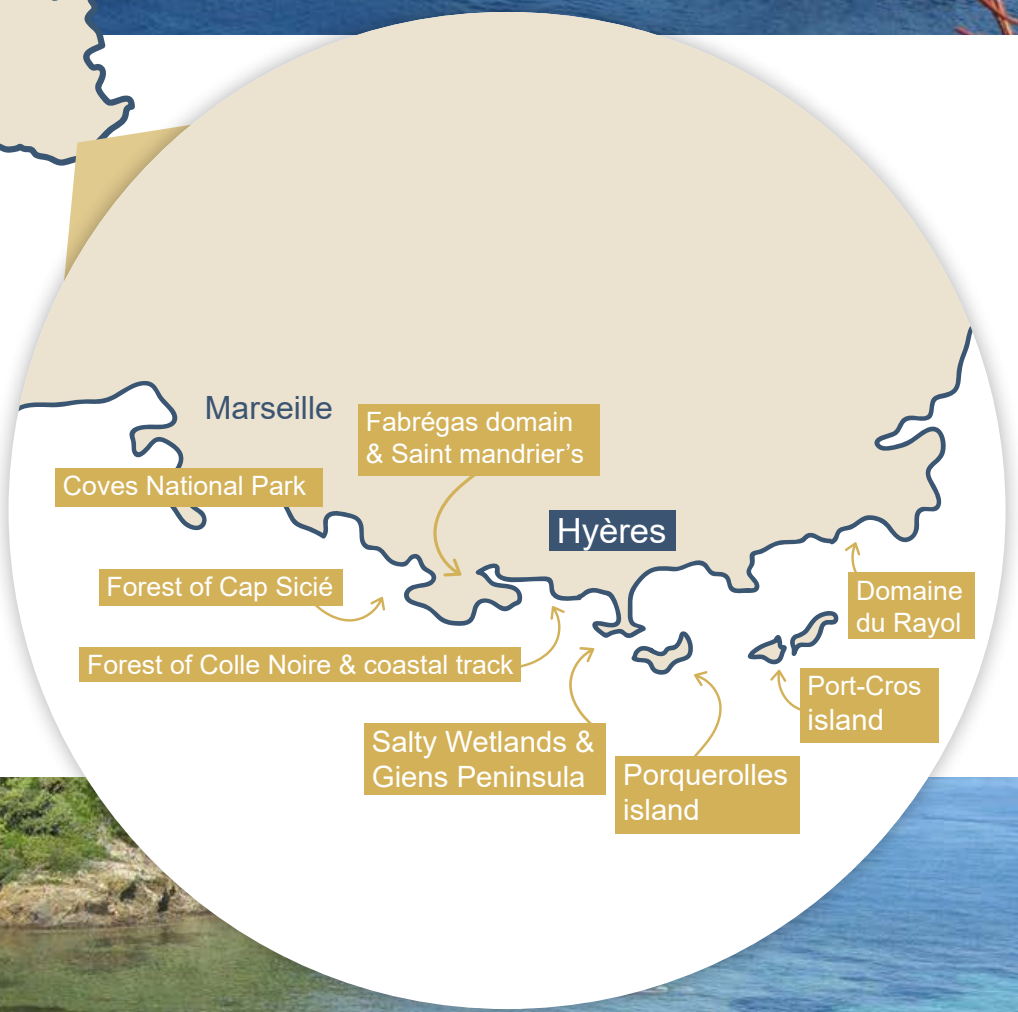 Marseille
Fabrégas domain
& Saint mandrier’s
Coves National Park
Hyères
Forest of Cap Sicié
Domaine
du Rayol
Forest of Colle Noire & coastal track
Port-Cros
island
Salty Wetlands &
Giens Peninsula
Porquerolles
island